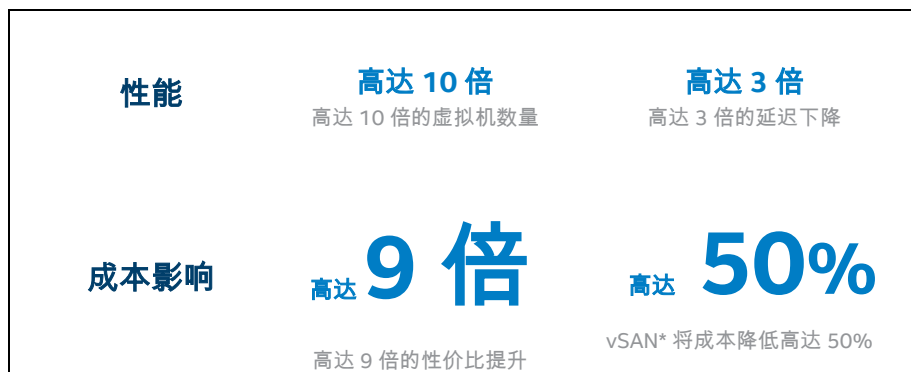 性能
高达 10 倍
高达 10 倍的虚拟机数量
高达 3 倍
高达 3 倍的延迟下降
成本影响
高达 9 倍
高达 9 倍的性价比提升
高达 50%
vSAN* 将成本降低高达 50%